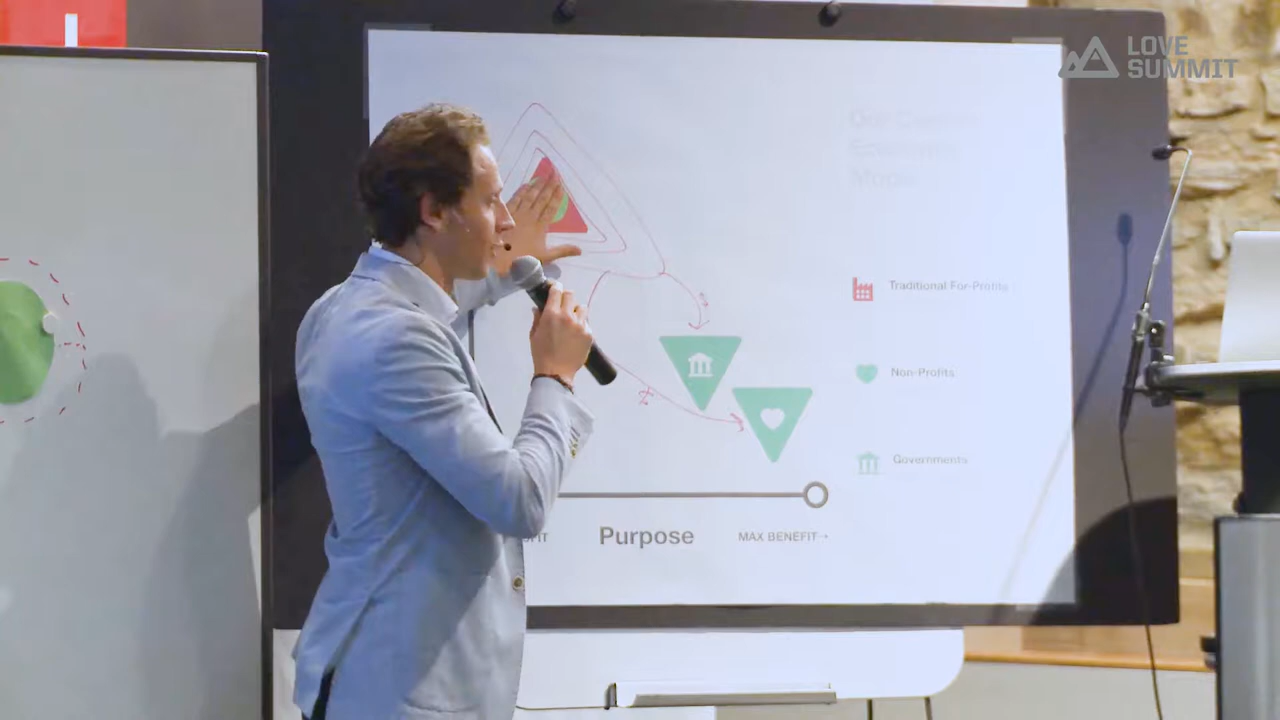 LOVE
SUMMIT
Traditional For-Profits
Non-Profits
Governments
Purpose
MAX BENEFIT→